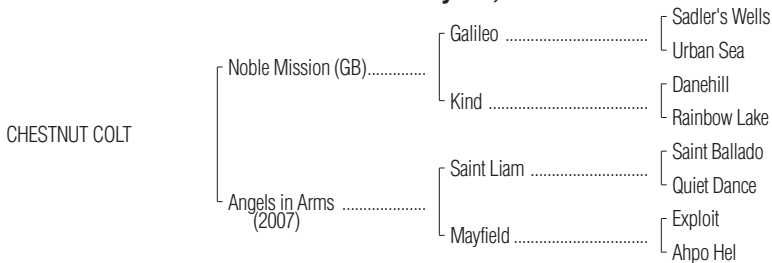 Sadler's Wells
Galileo ................................
Urban Sea
Noble Mission (GB).............
Danehill
Kind ....................................
Rainbow Lake
CHESTNUT COLT
Saint Ballado
Saint Liam ..........................
Quiet Dance
Angels in Arms ..................
(2007)
Exploit
Mayfield ..............................
Ahpo Hel